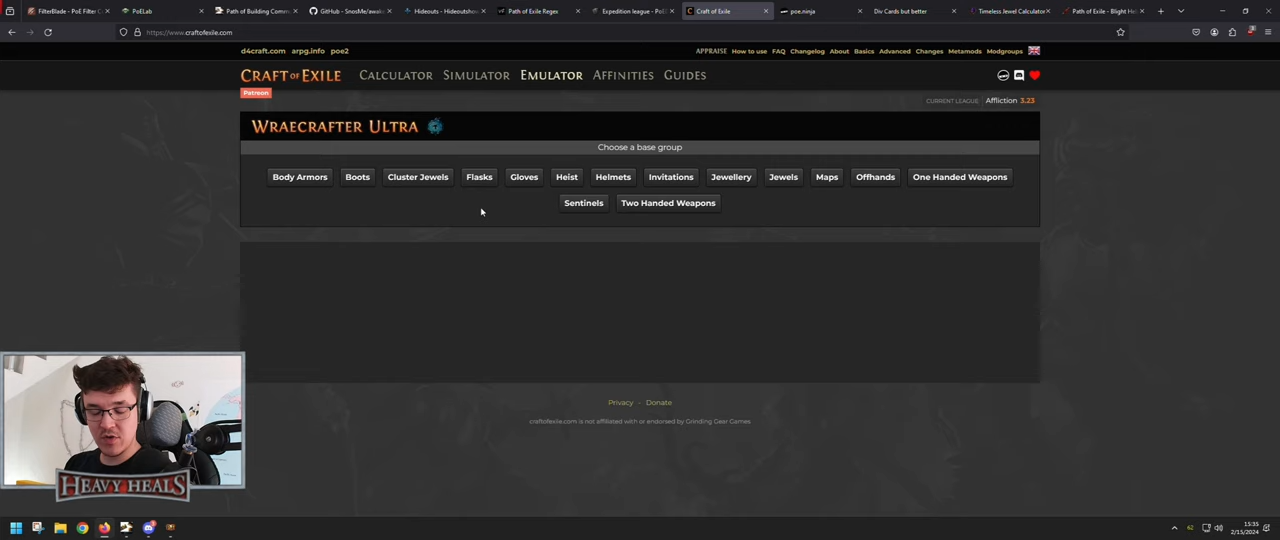 FilterBlade - PoE Filter C
PoELab
Path of Building Comm
GitHub - SnosMe/awak
Hideouts - Hideoutshow
Path of Exile Regex
Expedition league - PoE
Craft of Exile
poe.ninja
Div Cards but better
Timeless Jewel Calculator
Path of Exile - Blight He
https://www.craftofexile.com
d4craft.com arpg.info poe2
APPRAISE How to use FAQ Changelog About Basics Advanced Changes Metamods Modgroups
CRAFT OF EXILE CALCULATOR SIMULATOR EMULATOR AFFINITIES GUIDES
Patreon
CURRENT LEAGUE Affliction 3.23
WRAECRAFTER ULTRA
Choose a base group
Body Armors Boots Cluster Jewels Flasks Gloves Heist Helmets Invitations Jewellery Jewels Maps Offhands One Handed Weapons
Sentinels Two Handed Weapons
Privacy - Donate
craftofexile.com is not affiliated with or endorsed by Grinding Gear Games
HEAVY HEALS
62
15:35
2/15/2024